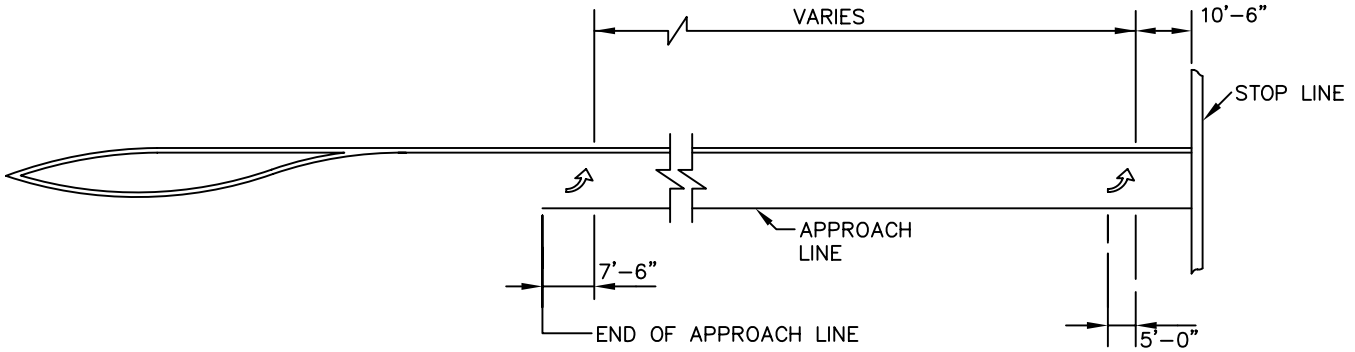 VARIES
10'-6"
STOP LINE
APPROACH
LINE
7'-6"
END OF APPROACH LINE
5'-0"